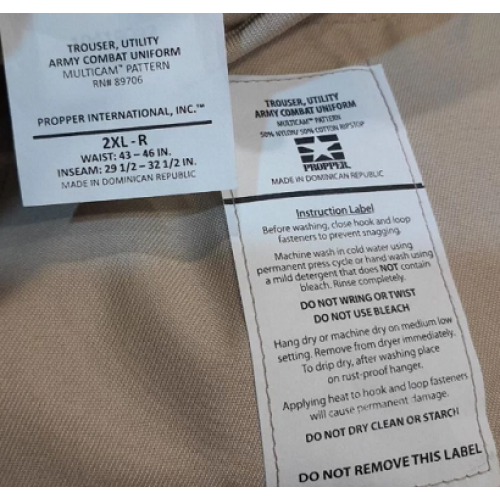 TROUSER, UTILITY
ARMY COMBAT UNIFORM
MULTICAM™ PATTERN
RN# 89706
PROPPER INTERNATIONAL, INC.™
2XL - R
WAIST: 43 – 46 IN.
INSEAM: 29 1/2 – 32 1/2 IN.
MADE IN DOMINICAN REPUBLIC
TROUSER, UTILITY
ARMY COMBAT UNIFORM
MULTICAM™ PATTERN
50% NYLON/ 50% COTTON RIPSTOP
PROPPER
MADE IN DOMINICAN REPUBLIC
Instruction Label
Before washing, close hook and loop
fasteners to prevent snagging.
Machine wash in cold water using
permanent press cycle or hand wash using
a mild detergent that does NOT contain
bleach. Rinse completely.
DO NOT WRING OR TWIST
DO NOT USE BLEACH
Hang dry or machine dry on medium low
setting. Remove from dryer immediately.
To drip dry, after washing place
on rust-proof hanger.
Applying heat to hook and loop fasteners
will cause permanent damage.
DO NOT DRY CLEAN OR STARCH
DO NOT REMOVE THIS LABEL